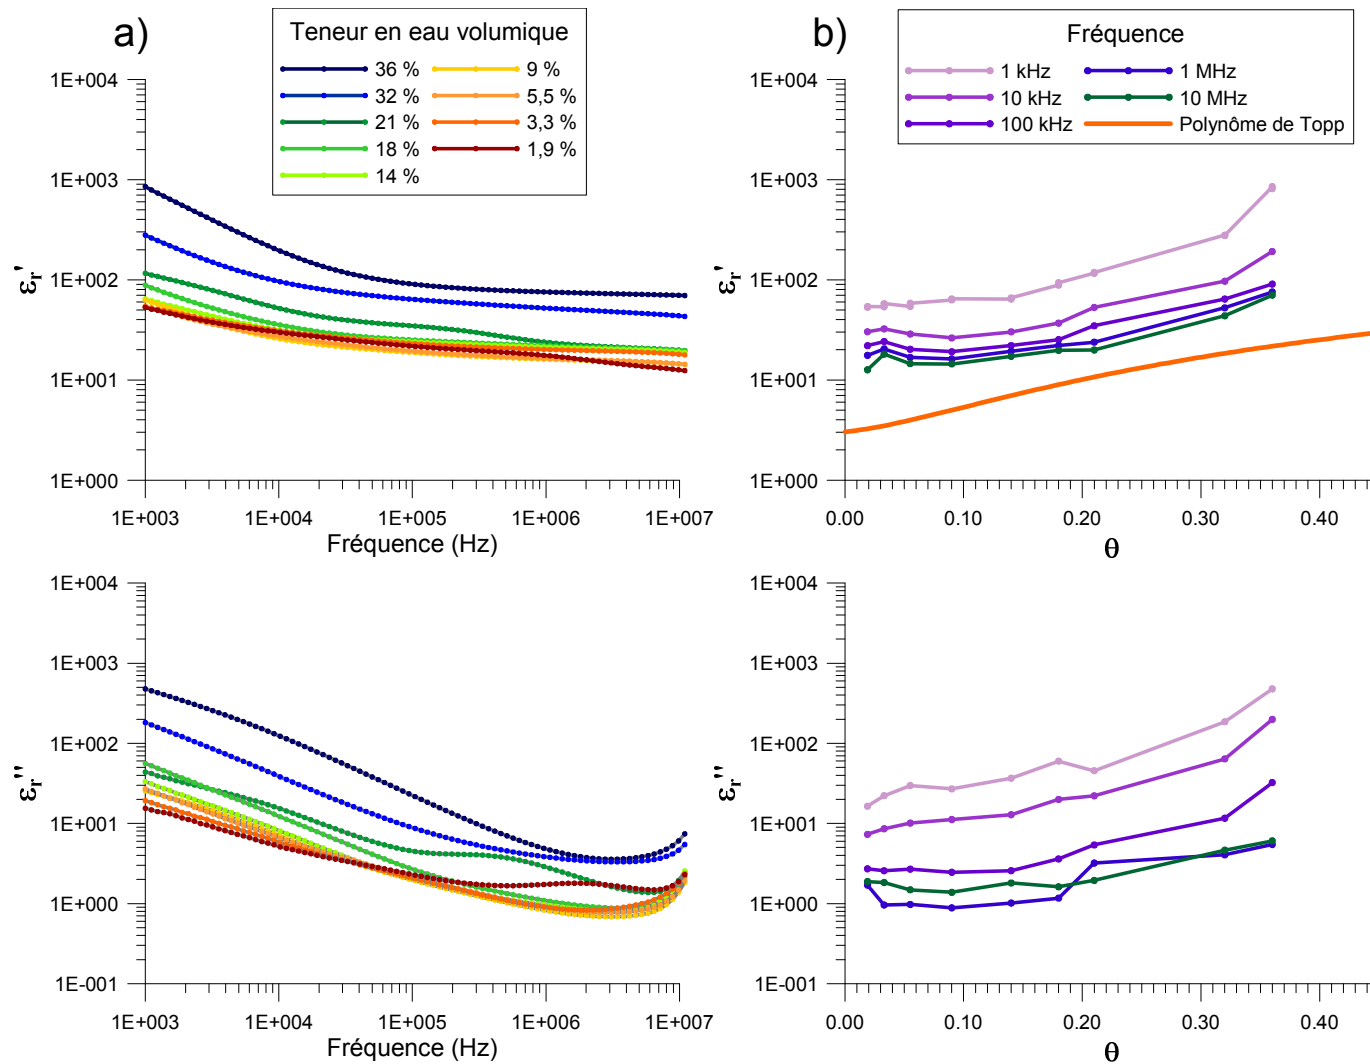 a)
Teneur en eau volumique
36 %
9 %
32 %
5,5 %
21 %
3,3 %
18 %
1,9 %
14 %
1E+004
1E+003
1E+002
1E+001
1E+000
εr'
1E+003
1E+004
1E+005
1E+006
1E+007
Fréquence (Hz)
b)
Fréquence
1 kHz
1 MHz
10 kHz
10 MHz
100 kHz
Polynôme de Topp
1E+004
1E+003
1E+002
1E+001
1E+000
εr'
0.00
0.10
0.20
0.30
0.40
θ
1E+004
1E+003
1E+002
1E+001
1E+000
1E-001
εr''
1E+003
1E+004
1E+005
1E+006
1E+007
Fréquence (Hz)
1E+004
1E+003
1E+002
1E+001
1E+000
1E-001
εr''
0.00
0.10
0.20
0.30
0.40
θ